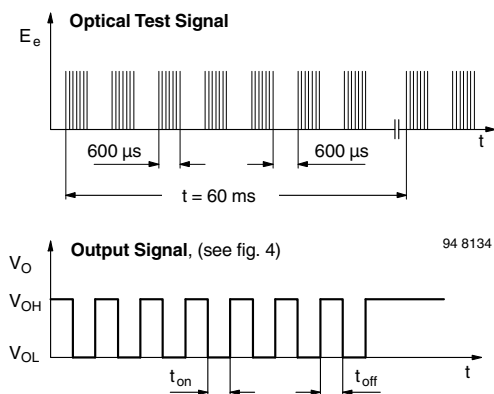 Optical Test Signal
E e
t
600 µs
600 µs
t = 60 ms
Output Signal, (see fig. 4)
94 8134
V O
V OH
V OL
t on
t off
t